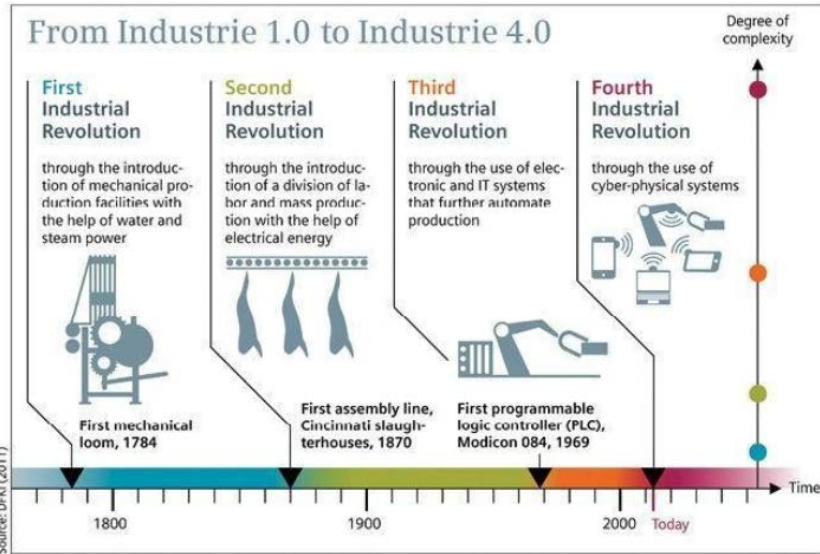 From Industrie 1.0 to Industrie 4.0
Degree of
complexity
First
Industrial
Revolution
through the introduc-
tion of mechanical pro-
duction facilities with
the help of water and
steam power
Second
Industrial
Revolution
through the introduc-
tion of a division of la-
bor and mass produc-
tion with the help of
electrical energy
Third
Industrial
Revolution
through the use of elec-
tronic and IT systems
that further automate
production
Fourth
Industrial
Revolution
through the use of
cyber-physical systems
First mechanical
loom, 1784
First assembly line,
Cincinnati slaugh-
terhouses, 1870
First programmable
logic controller (PLC),
Modicon 084, 1969
Time
1800
1900
2000
Today
Source: DFKI (2011)